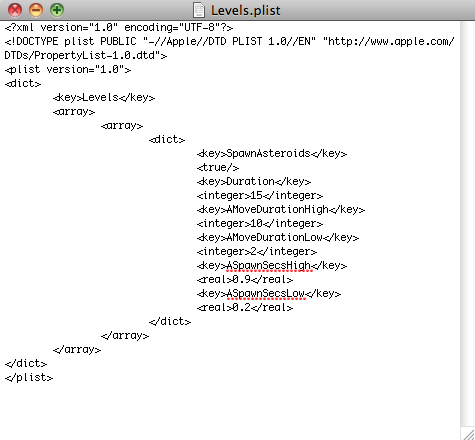 Levels.plist
<?xml version="1.0" encoding="UTF-8"?>
<!DOCTYPE plist PUBLIC "-//Apple//DTD PLIST 1.0//EN" "http://www.apple.com/
DTDs/PropertyList-1.0.dtd">
<plist version="1.0">
<dict>
	<key>Levels</key>
	<array>
		<array>
			<dict>
				<key>SpawnAsteroids</key>
				<true/>
				<key>Duration</key>
				<integer>15</integer>
				<key>AMoveDurationHigh</key>
				<integer>10</integer>
				<key>AMoveDurationLow</key>
				<integer>2</integer>
				<key>ASpawnSecsHigh</key>
				<real>0.9</real>
				<key>ASpawnSecsLow</key>
				<real>0.2</real>
			</dict>
		</array>
	</array>
</dict>
</plist>